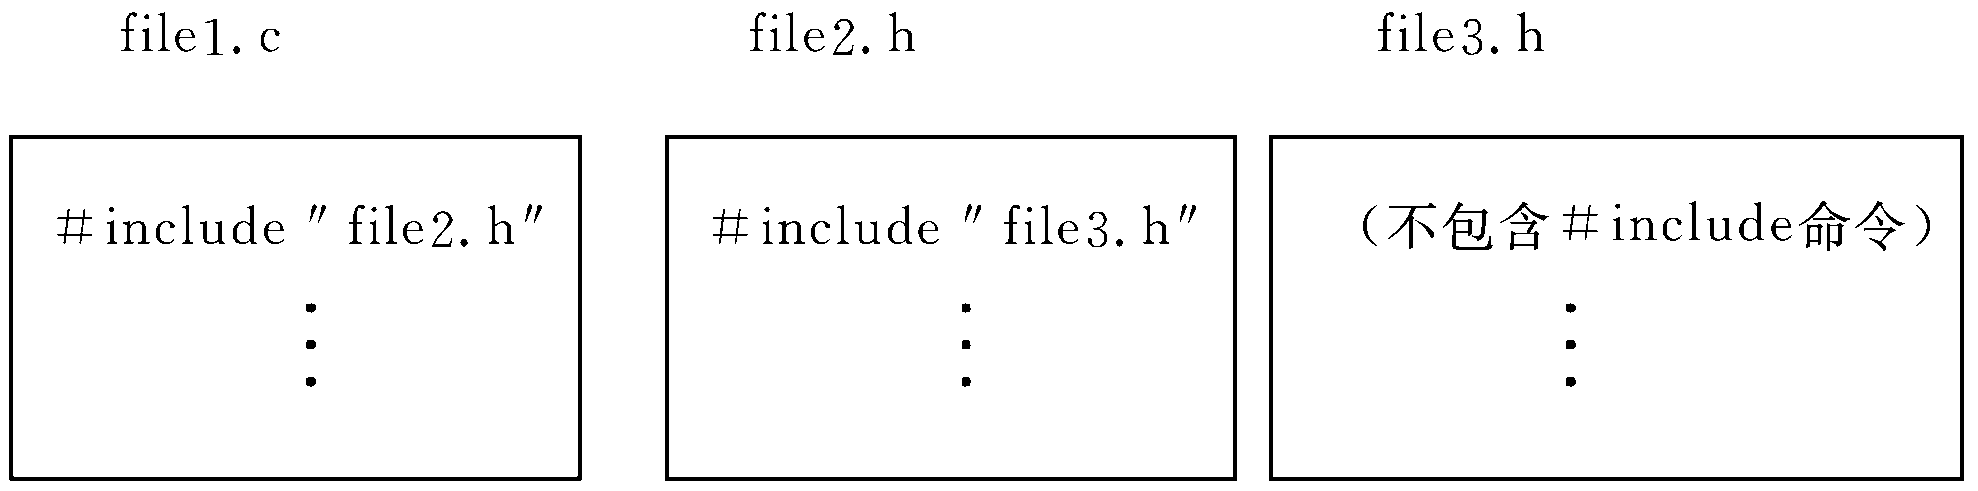 file1.c
file2.h
file3.h
#include "file2.h"
#include "file3.h"
(不包含#include命令)